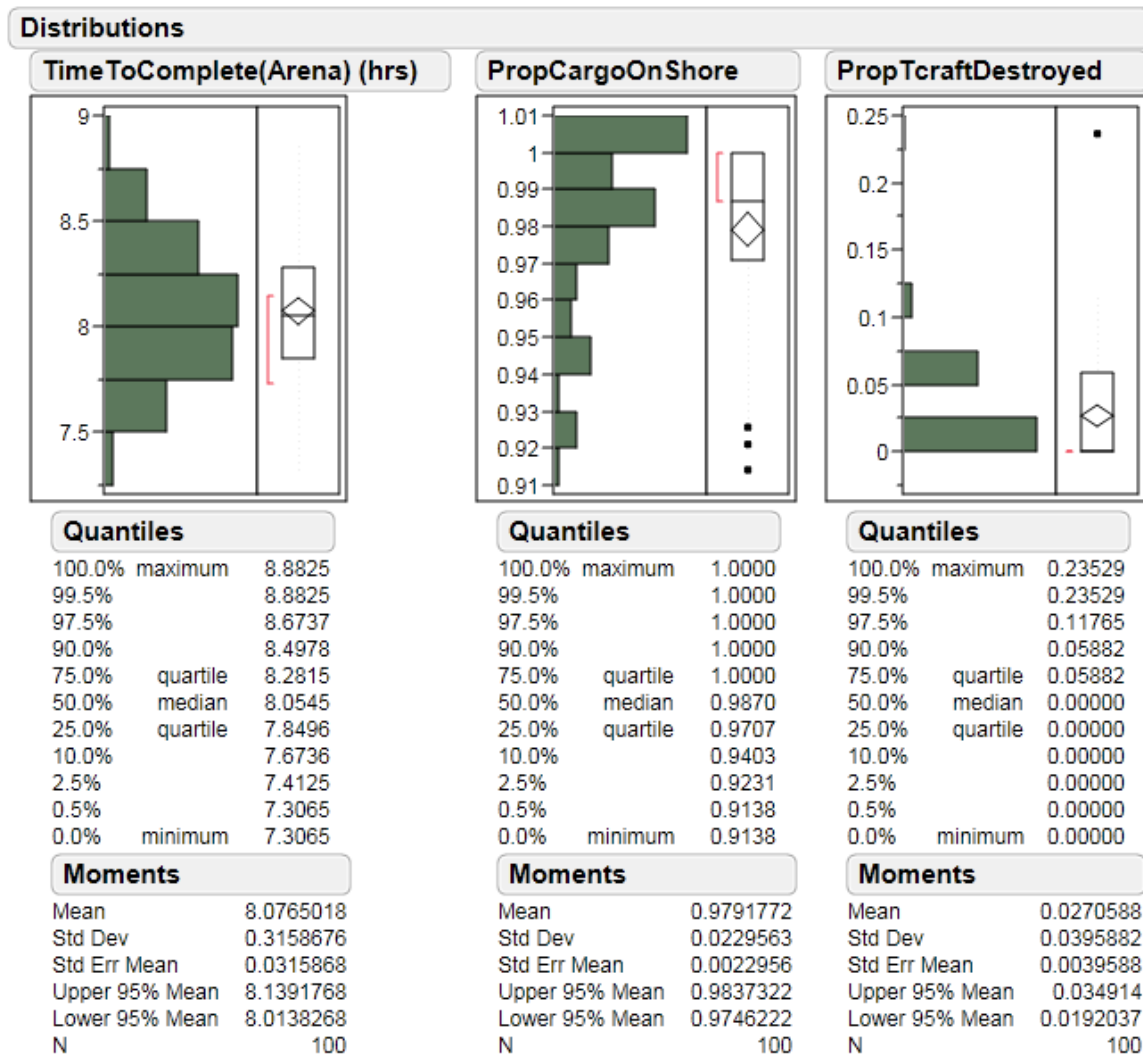 Distributions
TimeToComplete(Arena) (hrs)
9
8.5
8
7.5
Quantiles
100.0% maximum 8.8825
99.5% 8.8825
97.5% 8.6737
90.0% 8.4978
75.0% quartile 8.2815
50.0% median 8.0545
25.0% quartile 7.8496
10.0% 7.6736
2.5% 7.4125
0.5% 7.3065
0.0% minimum 7.3065
Moments
Mean 8.0765018
Std Dev 0.3158676
Std Err Mean 0.0315868
Upper 95% Mean 8.1391768
Lower 95% Mean 8.0138268
N 100
PropCargoOnShore
1.01
1
0.99
0.98
0.97
0.96
0.95
0.94
0.93
0.92
0.91
Quantiles
100.0% maximum 1.0000
99.5% 1.0000
97.5% 1.0000
90.0% 1.0000
75.0% quartile 1.0000
50.0% median 0.9870
25.0% quartile 0.9707
10.0% 0.9403
2.5% 0.9231
0.5% 0.9138
0.0% minimum 0.9138
Moments
Mean 0.9791772
Std Dev 0.0229563
Std Err Mean 0.0022956
Upper 95% Mean 0.9837322
Lower 95% Mean 0.9746222
N 100
PropTcraftDestroyed
0.25
0.2
0.15
0.1
0.05
0
Quantiles
100.0% maximum 0.23529
99.5% 0.23529
97.5% 0.11765
90.0% 0.05882
75.0% quartile 0.05882
50.0% median 0.00000
25.0% quartile 0.00000
10.0% 0.00000
2.5% 0.00000
0.5% 0.00000
0.0% minimum 0.00000
Moments
Mean 0.0270588
Std Dev 0.0395882
Std Err Mean 0.0039588
Upper 95% Mean 0.034914
Lower 95% Mean 0.0192037
N 100